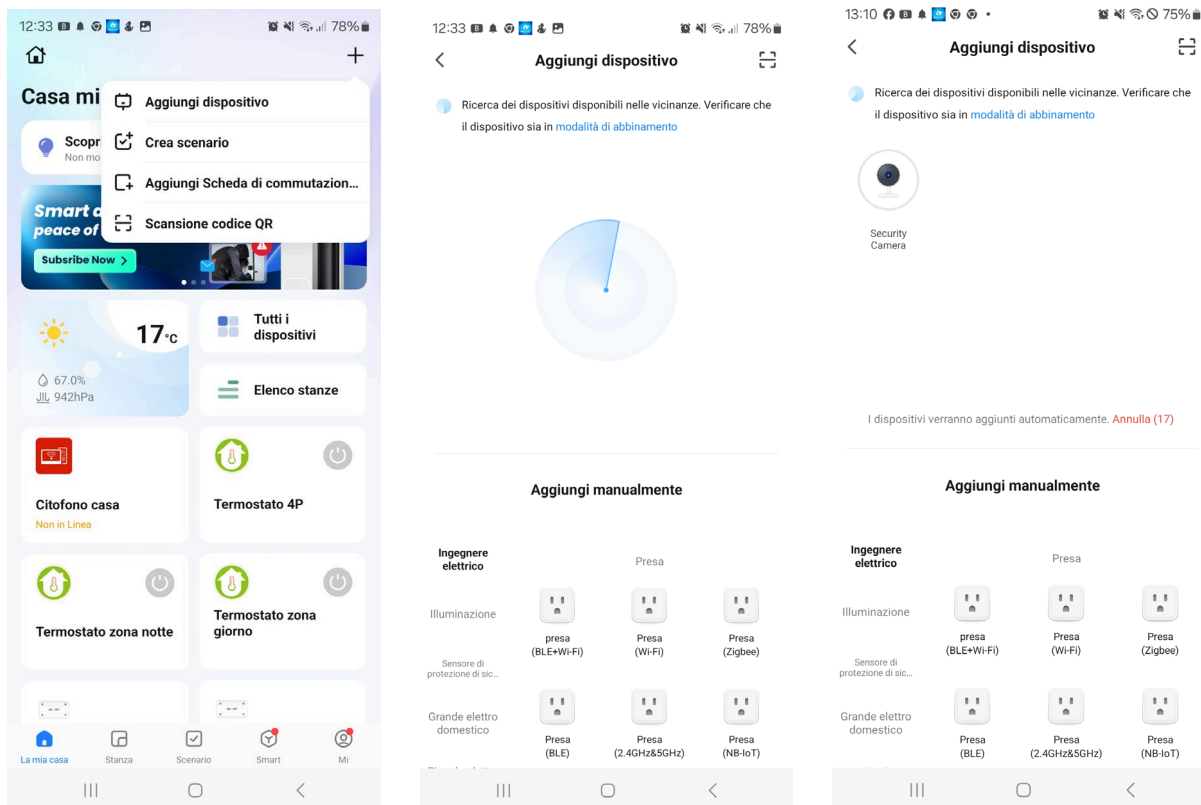 12:33
78%
Casa mi
Aggiungi dispositivo
Crea scenario
Aggiungi Scheda di commutazion...
Scansione codice QR
Scopr
Non mo
Smart
peace of
Subsribe Now >
17°C
67.0%
942hPa
Tutti i
dispositivi
Elenco stanze
Citofono casa
Non in Linea
Termostato 4P
Termostato zona notte
Termostato zona
giorno
La mia casa
Stanza
Scenario
Smart
Mi
12:33
78%
Aggiungi dispositivo
Ricerca dei dispositivi disponibili nelle vicinanze. Verificare che
il dispositivo sia in modalità di abbinamento
Aggiungi manualmente
Ingegnere
elettrico
Illuminazione
Sensore di
protezione di sic...
Grande elettro
domestico
Presa
presa
(BLE+Wi-Fi)
Presa
(Wi-Fi)
Presa
(Zigbee)
Presa
(BLE)
Presa
(2.4GHz&5GHz)
Presa
(NB-IoT)
13:10
75%
Aggiungi dispositivo
Ricerca dei dispositivi disponibili nelle vicinanze. Verificare che
il dispositivo sia in modalità di abbinamento
Security
Camera
I dispositivi verranno aggiunti automaticamente. Annulla (17)
Aggiungi manualmente
Ingegnere
elettrico
Illuminazione
Sensore di
protezione di sic...
Grande elettro
domestico
Presa
presa
(BLE+Wi-Fi)
Presa
(Wi-Fi)
Presa
(Zigbee)
Presa
(BLE)
Presa
(2.4GHz&5GHz)
Presa
(NB-IoT)